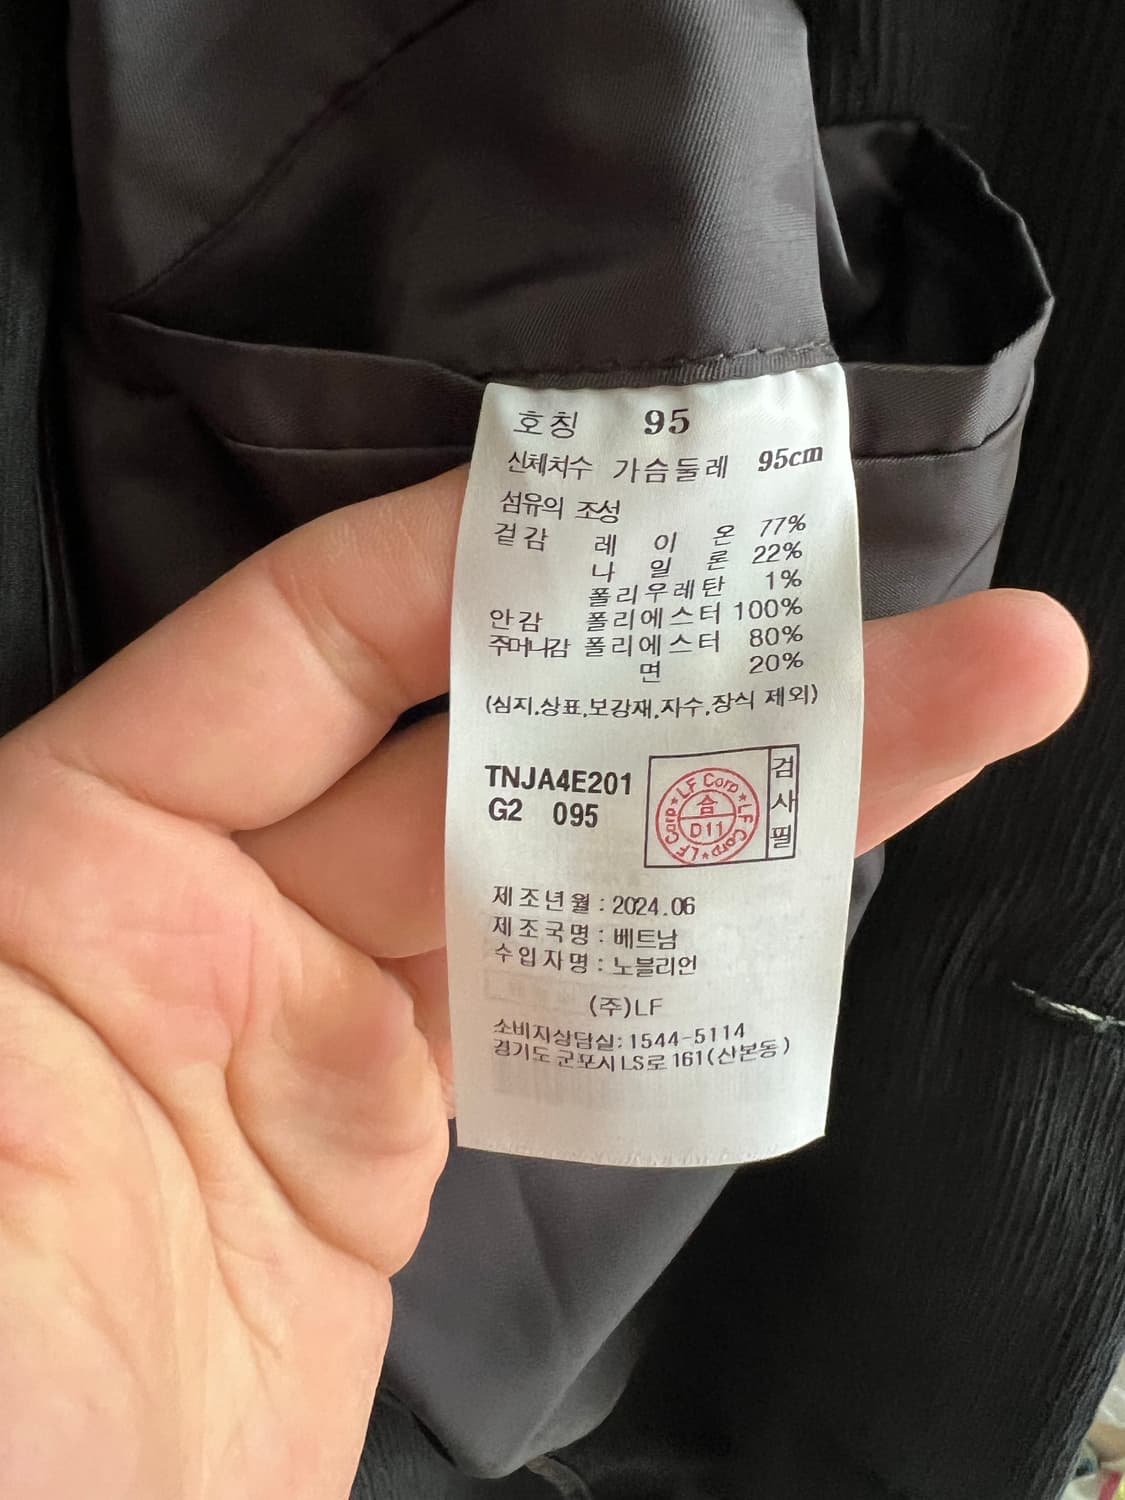 호칭 95
신체치수 가슴둘레 95cm
섬유의 조성
겉감 레이온 77%
나일론 22%
폴리우레탄 1%
안감 폴리에스터 100%
주머니감 폴리에스터 80%
면 20%
(심지,상표,보강재,자수,장식 제외)
TNJA4E201
G2 095
LF Corp★LF Corp★LF Corp★
合
D11
검사필
제조년월 : 2024.06
제조국명 : 베트남
수입자명 : 노블리언
(주)LF
소비자상담실: 1544-5114
경기도 군포시 LS로 161(산본동)